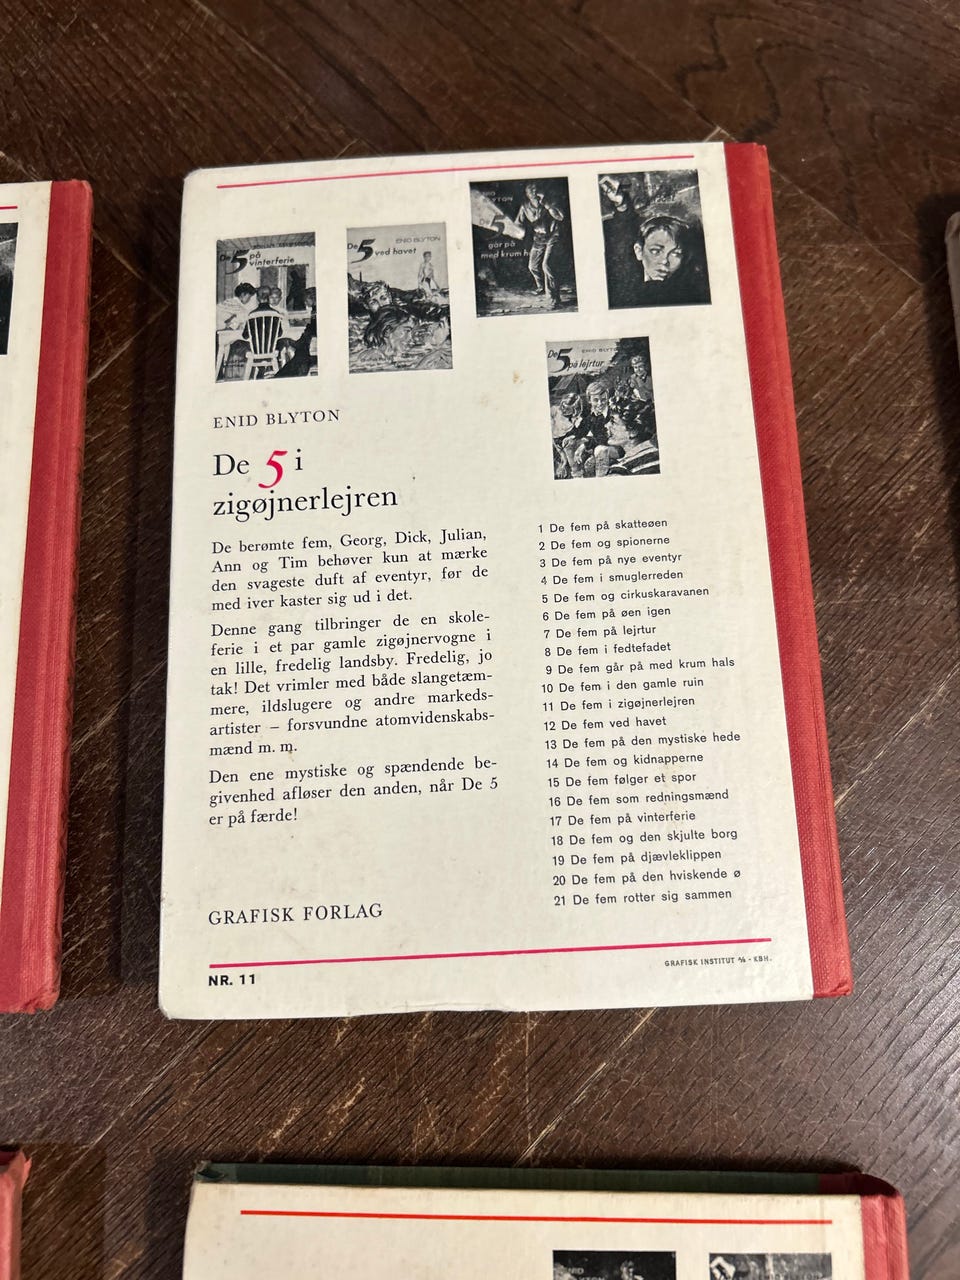 De 5 på
vinterferie
De 5 ved havet
ENID BLYTON
De 5
går på
med krum h
De 5 på lejrtur
ENID BLYTON
De 5 i
zigøjnerlejren
De berømte fem, Georg, Dick, Julian,
Ann og Tim behøver kun at mærke
den svageste duft af eventyr, før de
med iver kaster sig ud i det.
Denne gang tilbringer de en skole-
ferie i et par gamle zigøjnervogne i
en lille, fredelig landsby. Fredelig, jo
tak! Det vrimler med både slangetæm-
mere, ildslugere og andre markeds-
artister – forsvundne atomvidenskabs-
mænd m. m.
Den ene mystiske og spændende be-
givenhed afløser den anden, når De 5
er på færde!
GRAFISK FORLAG
NR. 11
1 De fem på skatteøen
2 De fem og spionerne
3 De fem på nye eventyr
4 De fem i smuglerreden
5 De fem og cirkuskaravanen
6 De fem på øen igen
7 De fem på lejrtur
8 De fem i fedtefadet
9 De fem går på med krum hals
10 De fem i den gamle ruin
11 De fem i zigøjnerlejren
12 De fem ved havet
13 De fem på den mystiske hede
14 De fem og kidnapperne
15 De fem følger et spor
16 De fem som redningsmænd
17 De fem på vinterferie
18 De fem og den skjulte borg
19 De fem på djævleklippen
20 De fem på den hviskende ø
21 De fem rotter sig sammen
GRAFISK INSTITUT A/S - KBH.